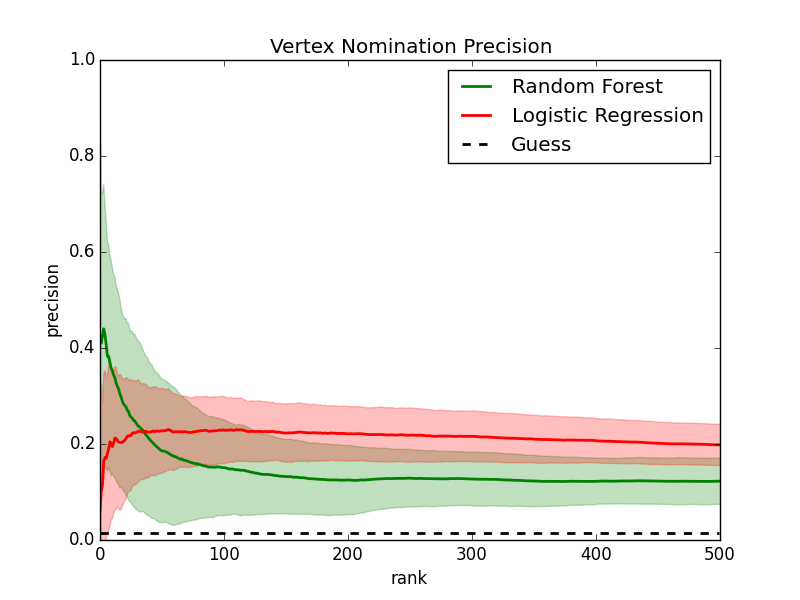 Vertex Nomination Precision
1.0
0.8
0.6
0.4
0.2
0.0
precision
Random Forest
Logistic Regression
Guess
0 100 200 300 400 500
rank